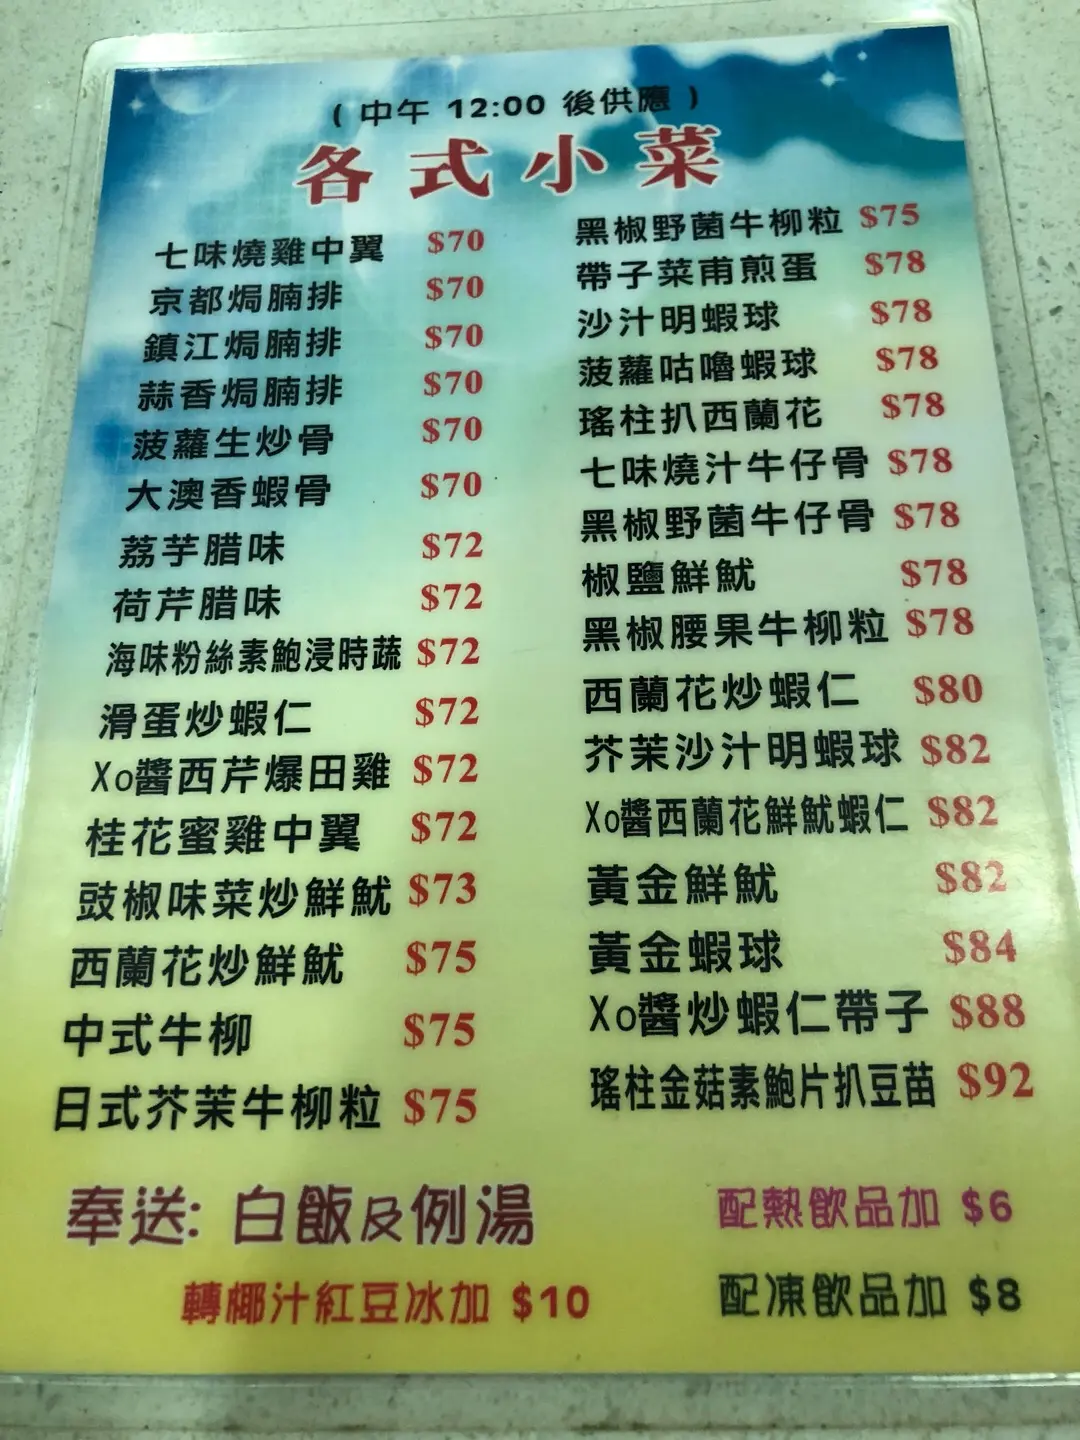 ( 中午 12:00 後供應 )
各式小菜
七味燒雞中翼 $70
京都焗腩排 $70
鎮江焗腩排 $70
蒜香焗腩排 $70
菠蘿生炒骨 $70
大澳香蝦骨 $70
荔芋腊味 $72
荷芹腊味 $72
海味粉絲素鮑浸時蔬 $72
滑蛋炒蝦仁 $72
Xo醬西芹爆田雞 $72
桂花蜜雞中翼 $72
豉椒味菜炒鮮魷 $73
西蘭花炒鮮魷 $75
中式牛柳 $75
日式芥茉牛柳粒 $75
黑椒野菌牛柳粒 $75
帶子菜甫煎蛋 $78
沙汁明蝦球 $78
菠蘿咕嚕蝦球 $78
瑤柱扒西蘭花 $78
七味燒汁牛仔骨 $78
黑椒野菌牛仔骨 $78
椒鹽鮮魷 $78
黑椒腰果牛柳粒 $78
西蘭花炒蝦仁 $80
芥茉沙汁明蝦球 $82
Xo醬西蘭花鮮魷蝦仁 $82
黃金鮮魷 $82
黃金蝦球 $84
Xo醬炒蝦仁帶子 $88
瑤柱金菇素鮑片扒豆苗 $92
奉送: 白飯及例湯
轉椰汁紅豆冰加 $10
配熱飲品加 $6
配凍飲品加 $8